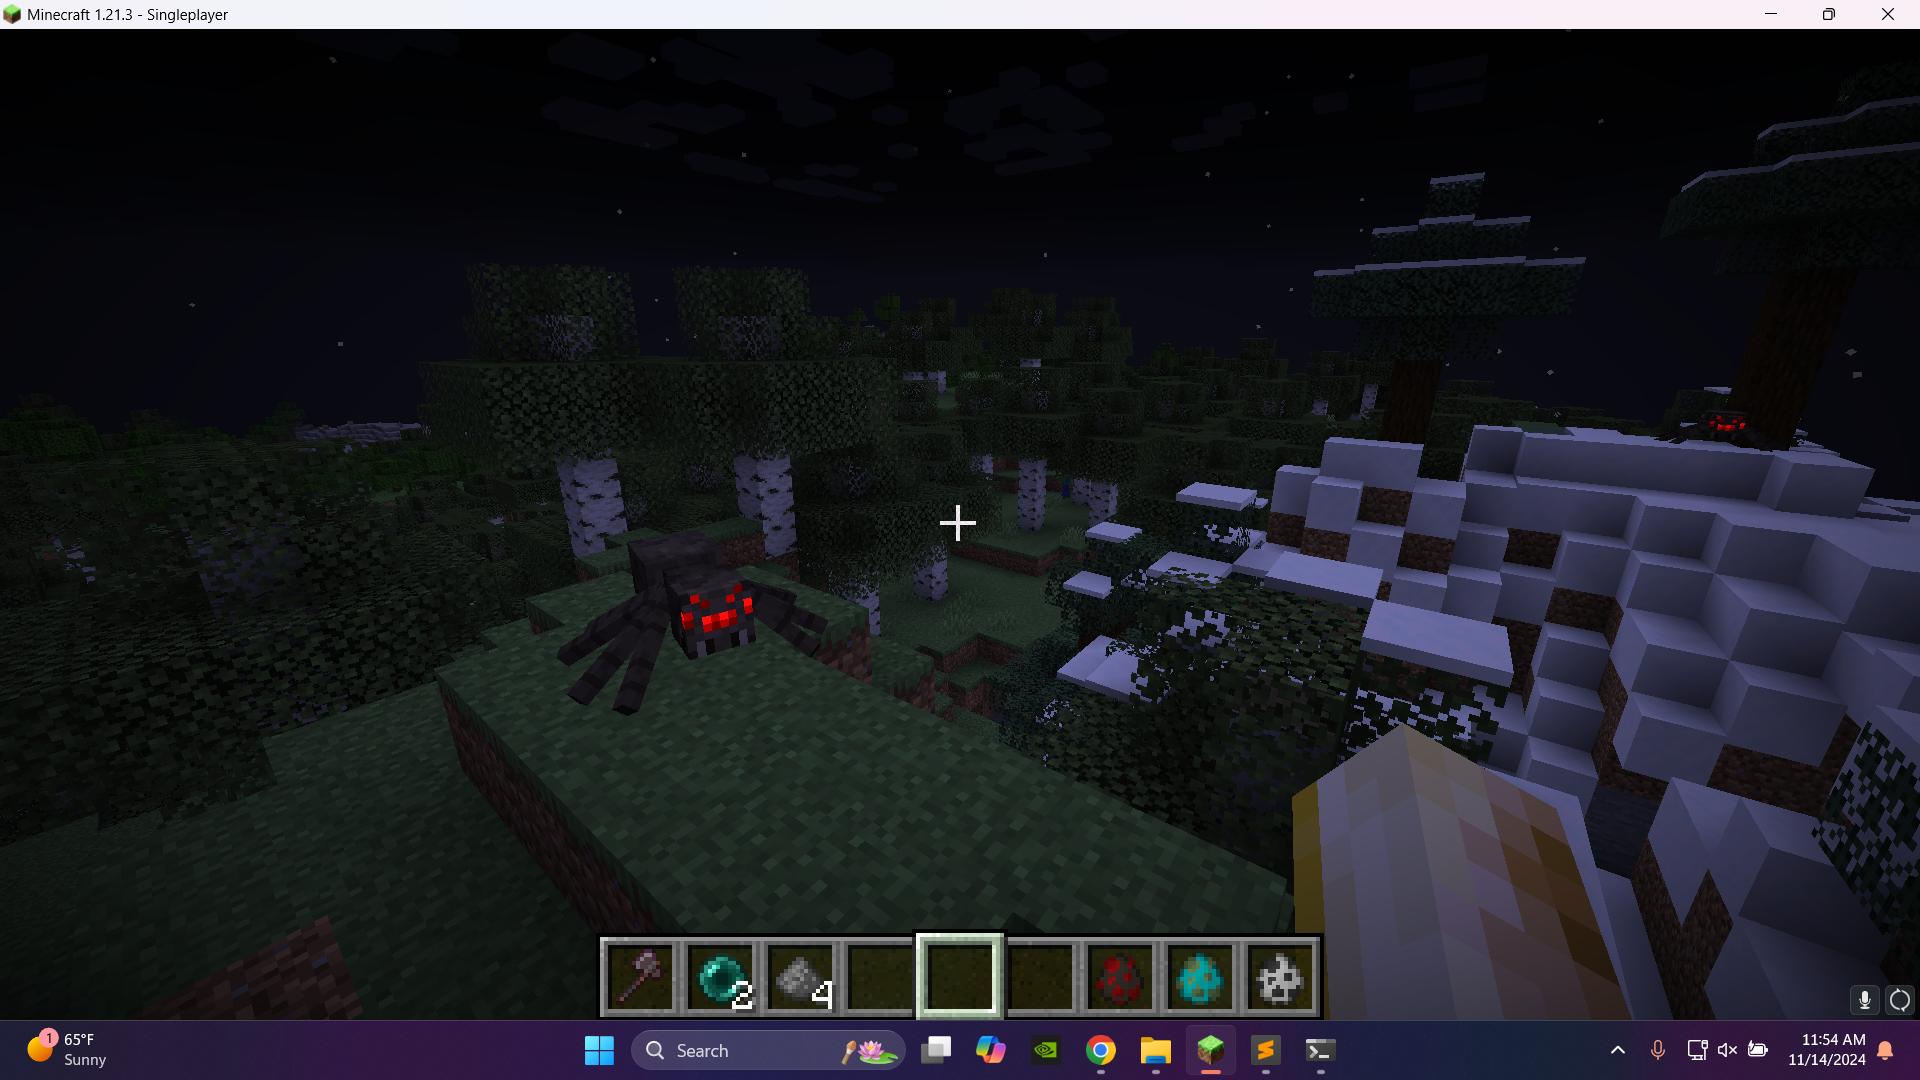 Minecraft 1.21.3 - Singleplayer
2
4
1
65°F
Sunny
Search
11:54 AM
11/14/2024